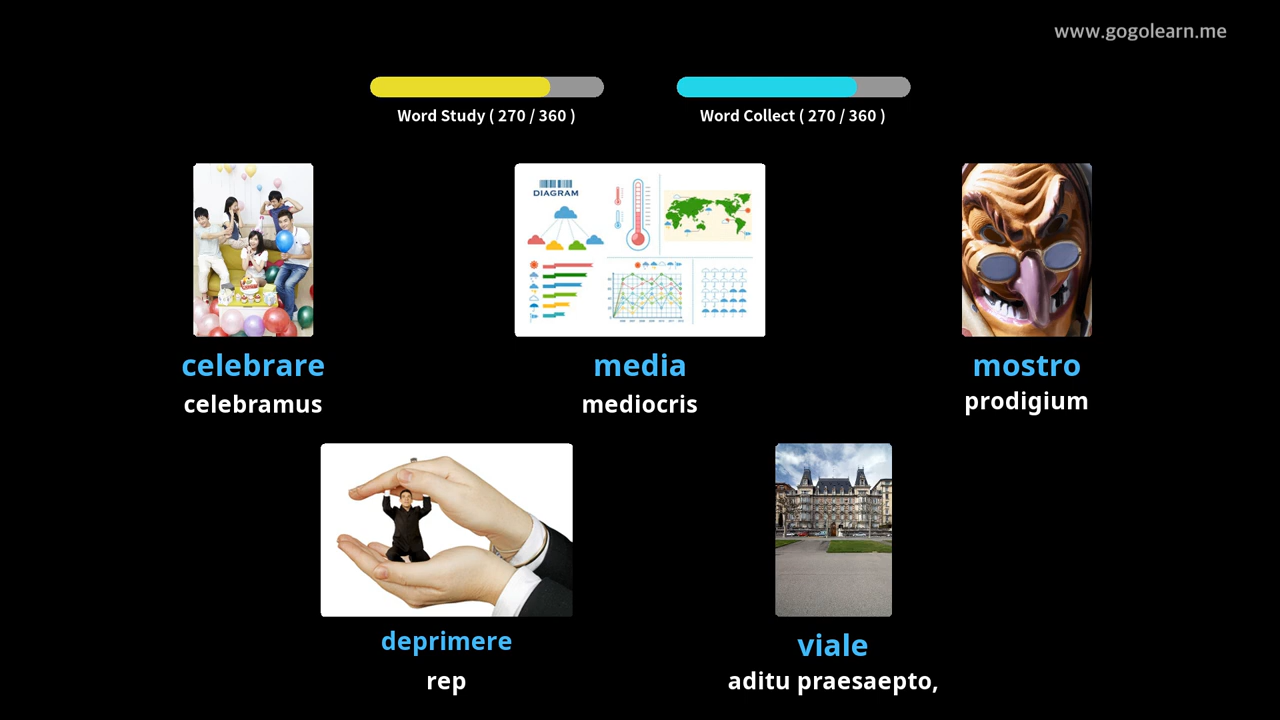 www.gogolearn.me
Word Study ( 270 / 360 )
Word Collect ( 270 / 360 )
DIAGRAM
celebrare
celebramus
media
mediocris
mostro
prodigium
deprimere
rep
viale
aditu praesaepto,